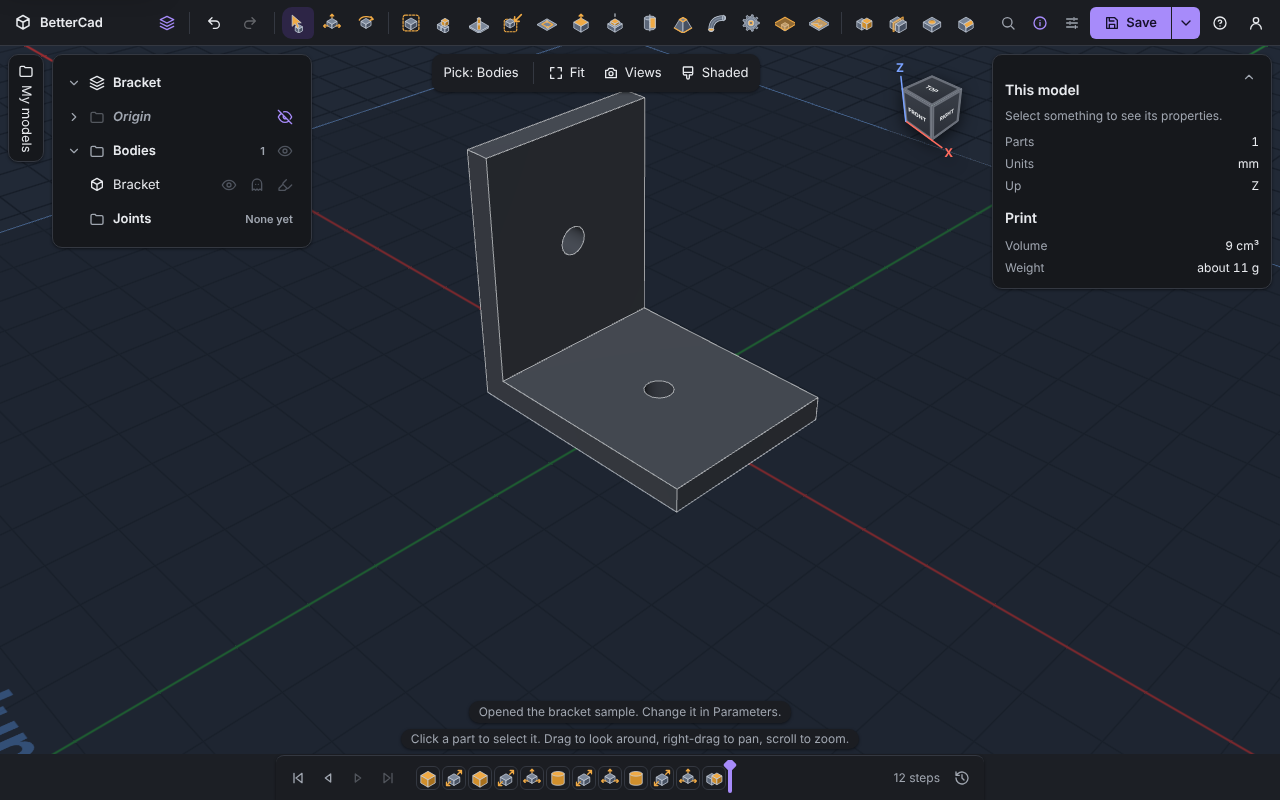 BetterCad
Save
My models
Bracket
Origin
Bodies 1
Bracket
Joints None yet
Pick: Bodies Fit Views Shaded
Z
TOP
FRONT RIGHT
X
This model
Select something to see its properties.
Parts 1
Units mm
Up Z
Print
Volume 9 cm³
Weight about 11 g
Opened the bracket sample. Change it in Parameters.
Click a part to select it. Drag to look around, right-drag to pan, scroll to zoom.
12 steps